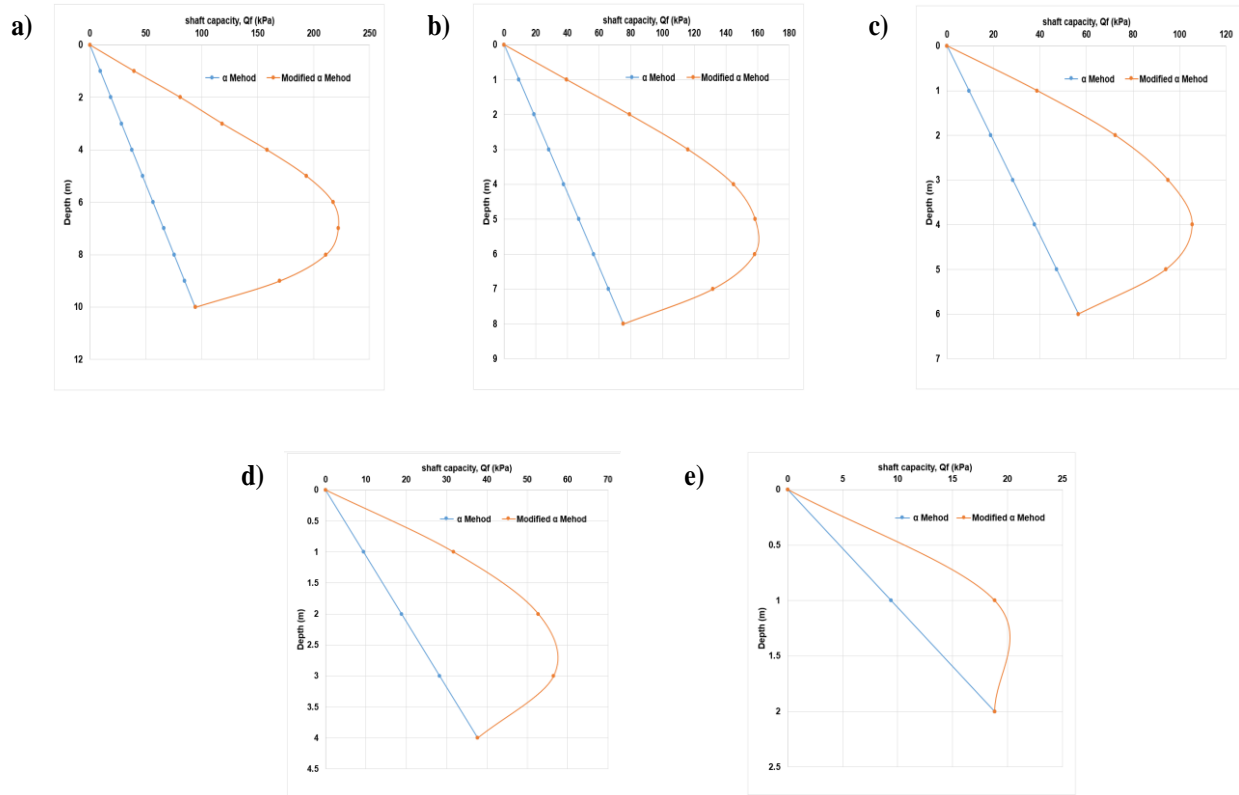 a)
shaft capacity, Qf (kPa)
0 50 100 150 200 250
α Mehod Modified α Mehod
Depth (m)
0
2
4
6
8
10
12
b)
shaft capacity, Qf (kPa)
0 20 40 60 80 100 120 140 160 180
α Mehod Modified α Mehod
Depth (m)
0
1
2
3
4
5
6
7
8
9
c)
shaft capacity, Qf (kPa)
0 20 40 60 80 100 120
α Mehod Modified α Mehod
Depth (m)
0
1
2
3
4
5
6
7
d)
shaft capacity, Qf (kPa)
0 10 20 30 40 50 60 70
α Mehod Modified α Mehod
Depth (m)
0
0.5
1
1.5
2
2.5
3
3.5
4
4.5
e)
shaft capacity, Qf (kPa)
0 5 10 15 20 25
α Mehod Modified α Mehod
Depth (m)
0
0.5
1
1.5
2
2.5